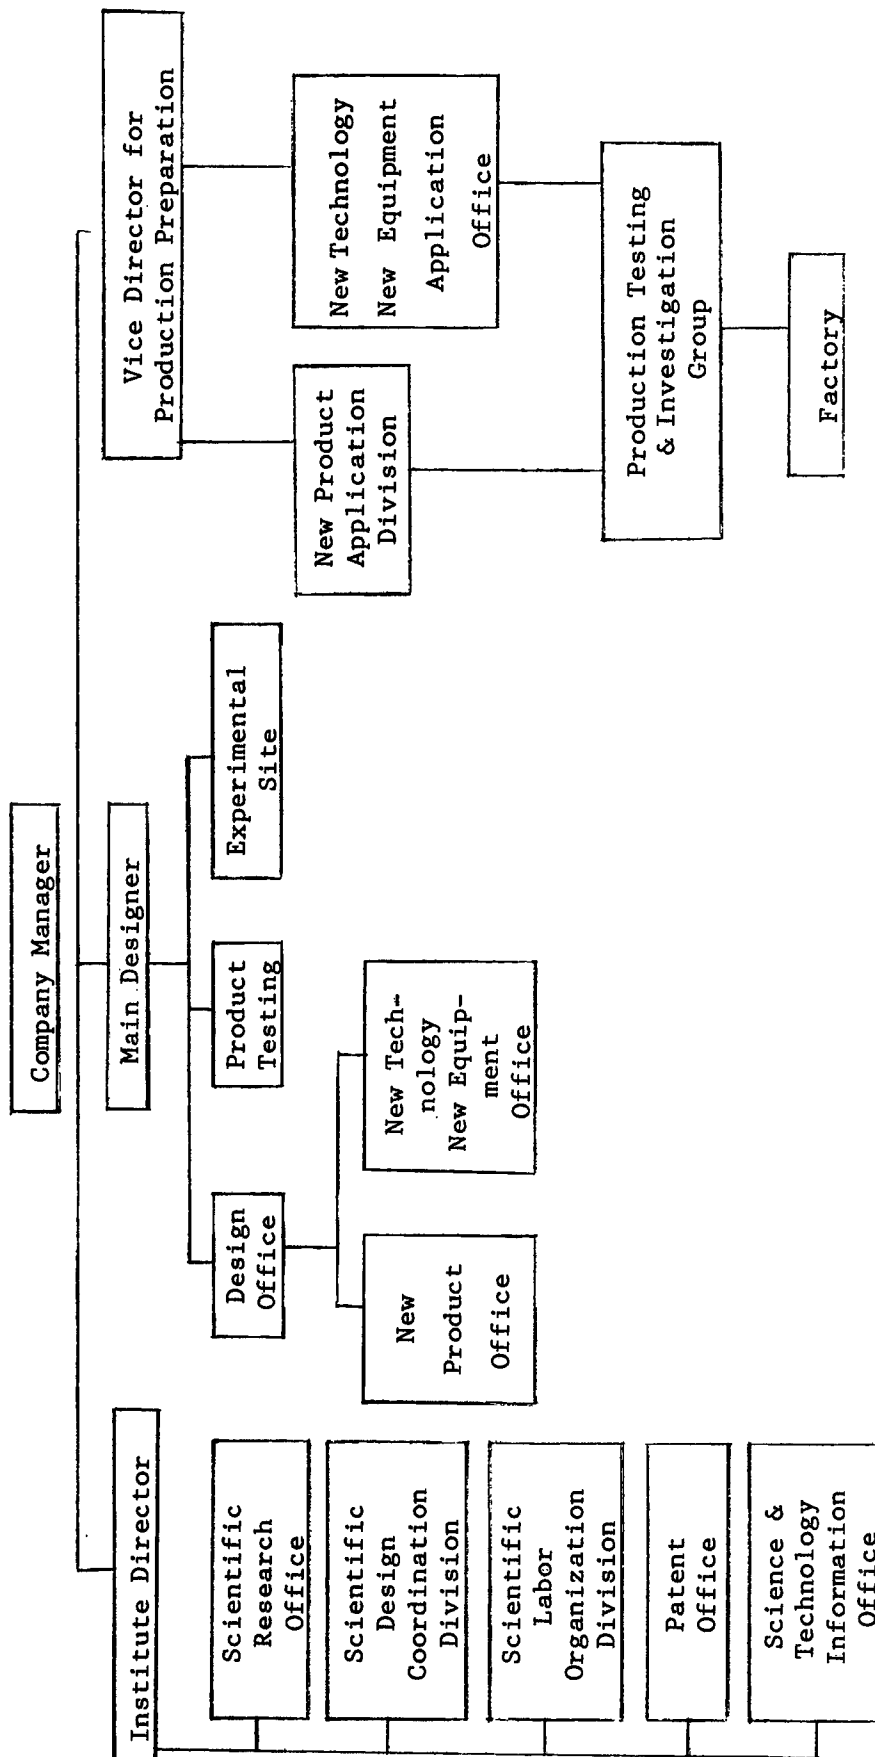 Company Manager
Institute Director
Main Designer
Vice Director for
Production Preparation
Scientific
Research
Office
Scientific
Design
Coordination
Division
Scientific
Labor
Organization
Division
Patent
Office
Science &
Technology
Information
Office
Design
Office
Product
Testing
Experimental
Site
New
Product
Office
New Tech-
nology
New Equip-
ment
Office
New Product
Application
Division
New Technology
New Equipment
Application
Office
Production Testing
& Investigation
Group
Factory